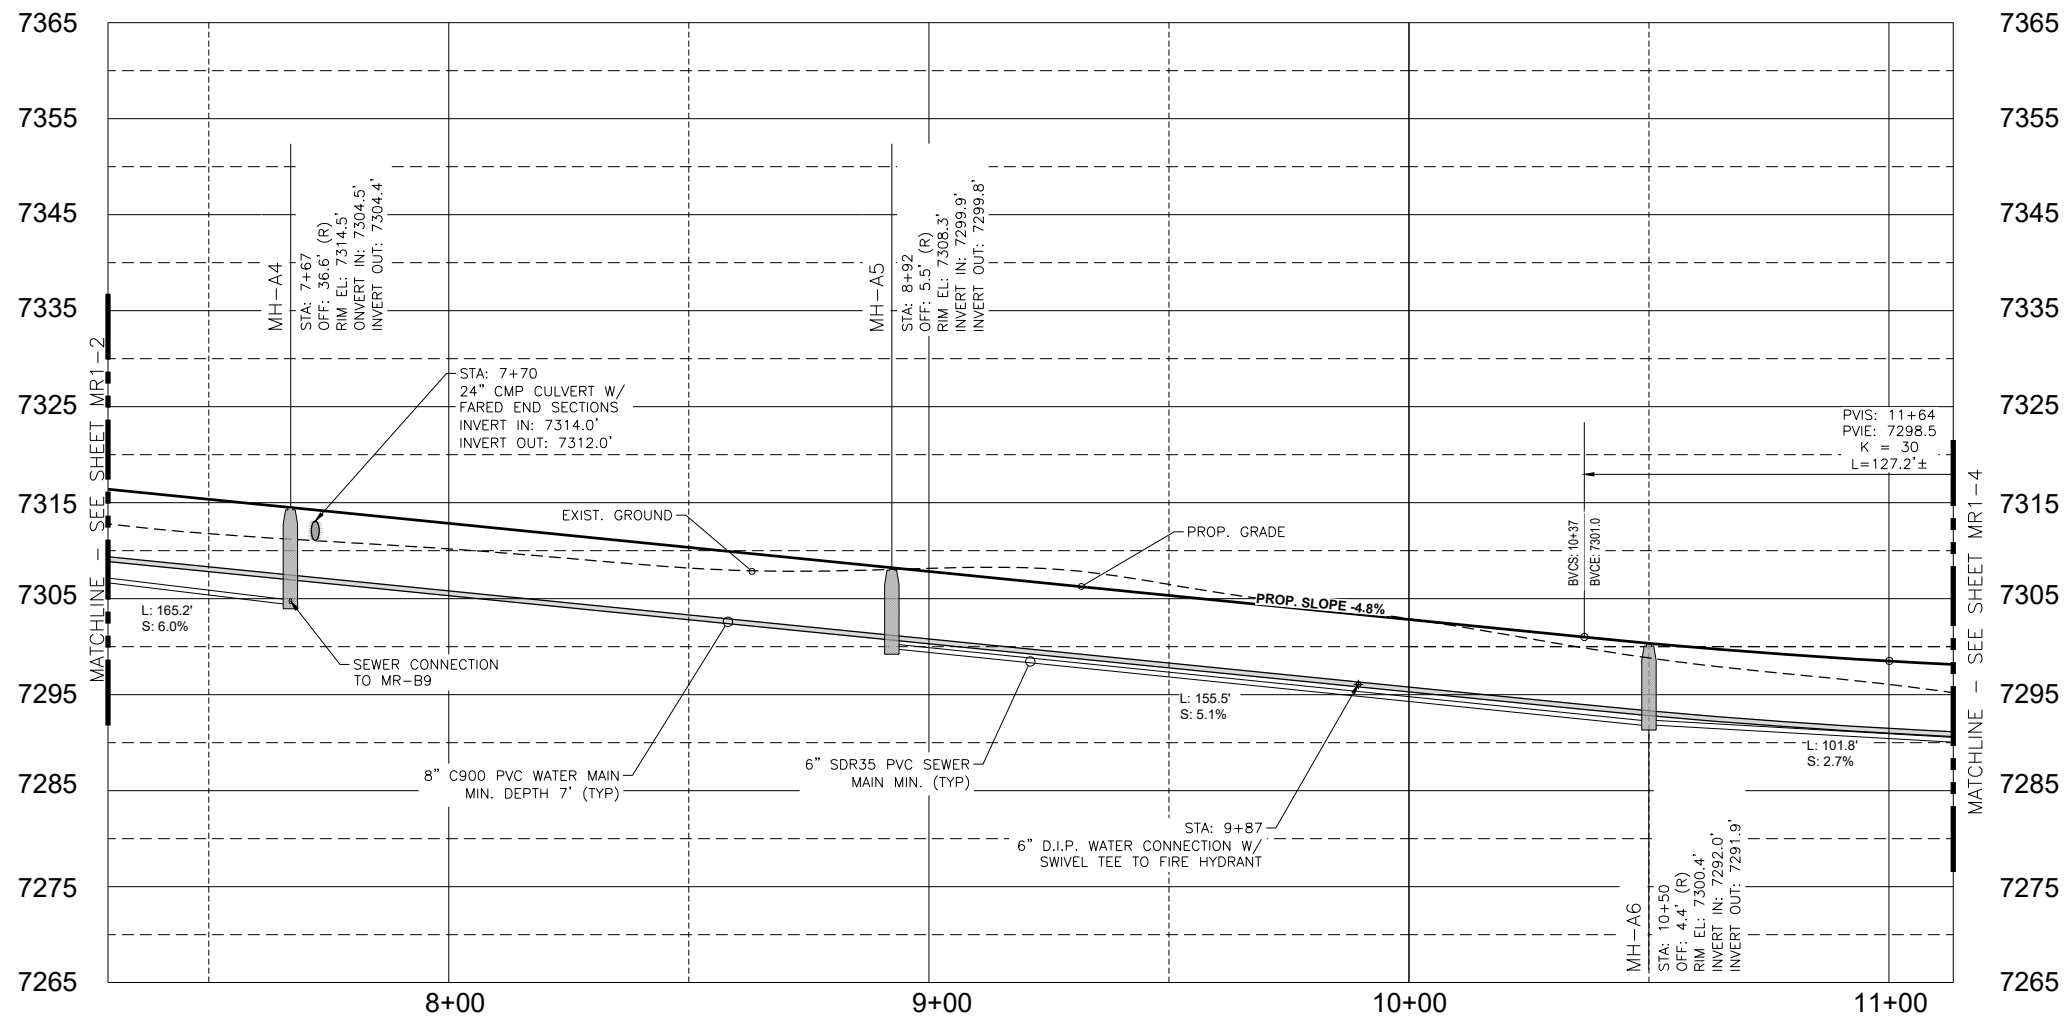 7365
7355
7345
7335
7325
7315
7305
7295
7285
7275
7265
7365
7355
7345
7335
7325
7315
7305
7295
7285
7275
7265
8+00
9+00
10+00
11+00
MATCHLINE - SEE SHEET MR1-2
MH-A4
STA: 7+67
OFF: 36.6' (R)
RIM EL: 7314.5'
ONVERT IN: 7304.5'
INVERT OUT: 7304.4'
STA: 7+70
24" CMP CULVERT W/
FARED END SECTIONS
INVERT IN: 7314.0'
INVERT OUT: 7312.0'
MH-A5
STA: 8+92
OFF: 5.5' (R)
RIM EL: 7308.3'
INVERT IN: 7299.9'
INVERT OUT: 7299.8'
EXIST. GROUND
PROP. GRADE
PROP. SLOPE -4.8%
PVIS: 11+64
PVIE: 7298.5
K = 30
L=127.2'±
BVCS: 10+37
BVCE: 7301.0
L: 165.2'
S: 6.0%
SEWER CONNECTION
TO MR-B9
8" C900 PVC WATER MAIN
MIN. DEPTH 7' (TYP)
6" SDR35 PVC SEWER
MAIN MIN. (TYP)
L: 155.5'
S: 5.1%
STA: 9+87
6" D.I.P. WATER CONNECTION W/
SWIVEL TEE TO FIRE HYDRANT
L: 101.8'
S: 2.7%
MH-A6
STA: 10+50
OFF: 4.4' (R)
RIM EL: 7300.4'
INVERT IN: 7292.0'
INVERT OUT: 7291.9'
MATCHLINE - SEE SHEET MR1-4